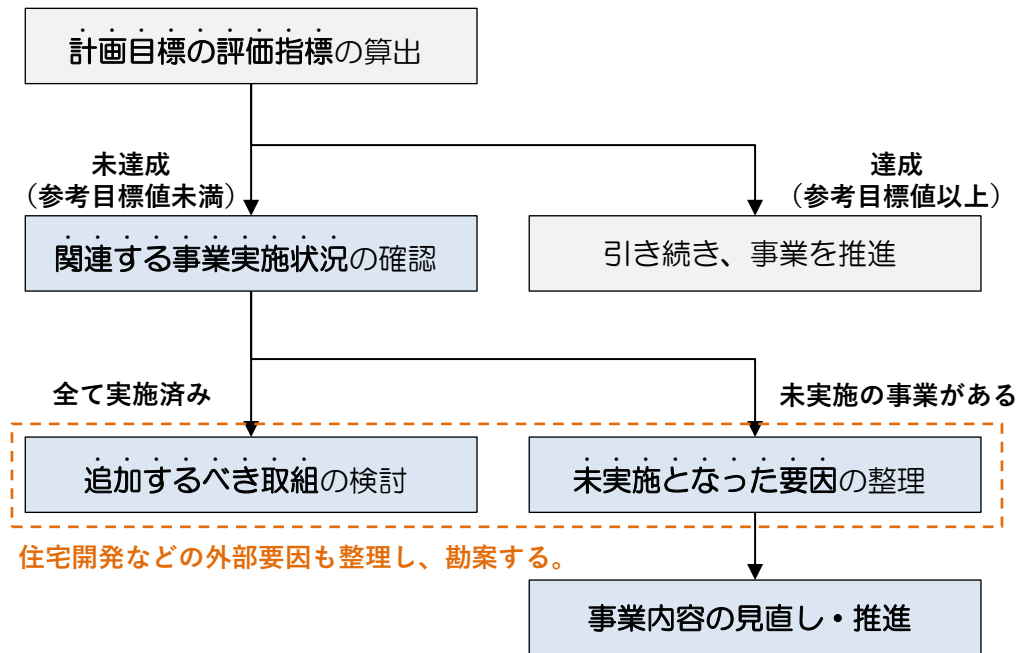 計画目標の評価指標の算出
未達成
（参考目標値未満）
達成
（参考目標値以上）
関連する事業実施状況の確認
引き続き、事業を推進
全て実施済み
未実施の事業がある
追加するべき取組の検討
未実施となった要因の整理
住宅開発などの外部要因も整理し、勘案する。
事業内容の見直し・推進